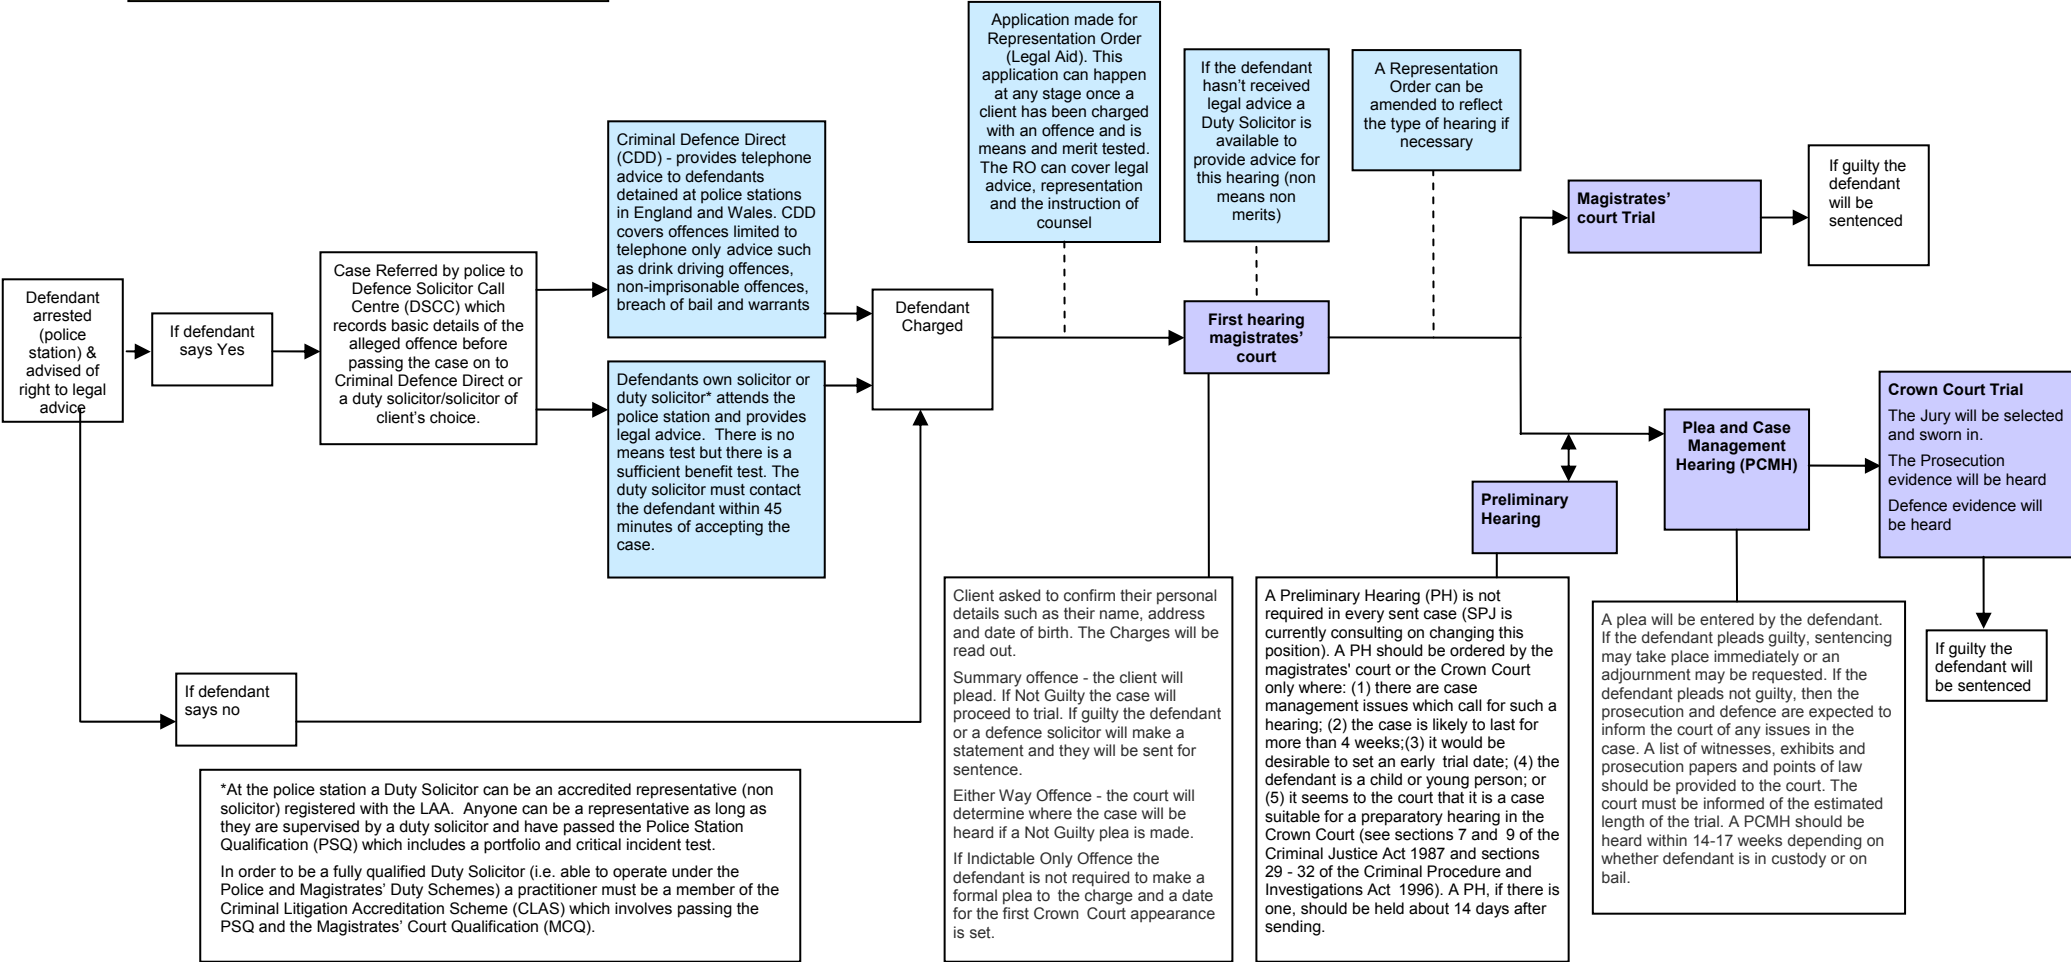 Defendant
arrested
(police
station) &
advised of
right to legal
advice
If defendant
says Yes
Case Referred by police to
Defence Solicitor Call
Centre (DSCC) which
records basic details of the
alleged offence before
passing the case on to
Criminal Defence Direct or
a duty solicitor/solicitor of
client's choice.
Criminal Defence Direct
(CDD) - provides telephone
advice to defendants
detained at police stations
in England and Wales. CDD
covers offences limited to
telephone only advice such
as drink driving offences,
non-imprisonable offences,
breach of bail and warrants
Defendants own solicitor or
duty solicitor* attends the
police station and provides
legal advice. There is no
means test but there is a
sufficient benefit test. The
duty solicitor must contact
the defendant within 45
minutes of accepting the
case.
If defendant
says no
Defendant
Charged
Application made for
Representation Order
(Legal Aid). This
application can happen
at any stage once a
client has been charged
with an offence and is
means and merit tested.
The RO can cover legal
advice, representation
and the instruction of
counsel
If the defendant
hasn't received
legal advice a
Duty Solicitor is
available to
provide advice for
this hearing (non
means non
merits)
A Representation
Order can be
amended to reflect
the type of hearing if
necessary
First hearing
magistrates'
court
Magistrates'
court Trial
If guilty the
defendant
will be
sentenced
Preliminary
Hearing
Plea and Case
Management
Hearing (PCMH)
Crown Court Trial
The Jury will be selected
and sworn in.
The Prosecution
evidence will be heard
Defence evidence will
be heard
If guilty the
defendant will
be sentenced
Client asked to confirm their personal
details such as their name, address
and date of birth. The Charges will be
read out.
Summary offence - the client will
plead. If Not Guilty the case will
proceed to trial. If guilty the defendant
or a defence solicitor will make a
statement and they will be sent for
sentence.
Either Way Offence - the court will
determine where the case will be
heard if a Not Guilty plea is made.
If Indictable Only Offence the
defendant is not required to make a
formal plea to the charge and a date
for the first Crown Court appearance
is set.
A Preliminary Hearing (PH) is not
required in every sent case (SPJ is
currently consulting on changing this
position). A PH should be ordered by the
magistrates' court or the Crown Court
only where: (1) there are case
management issues which call for such a
hearing; (2) the case is likely to last for
more than 4 weeks;(3) it would be
desirable to set an early trial date; (4) the
defendant is a child or young person; or
(5) it seems to the court that it is a case
suitable for a preparatory hearing in the
Crown Court (see sections 7 and 9 of the
Criminal Justice Act 1987 and sections
29 - 32 of the Criminal Procedure and
Investigations Act 1996). A PH, if there is
one, should be held about 14 days after
sending.
A plea will be entered by the defendant.
If the defendant pleads guilty, sentencing
may take place immediately or an
adjournment may be requested. If the
defendant pleads not guilty, then the
prosecution and defence are expected to
inform the court of any issues in the
case. A list of witnesses, exhibits and
prosecution papers and points of law
should be provided to the court. The
court must be informed of the estimated
length of the trial. A PCMH should be
heard within 14-17 weeks depending on
whether defendant is in custody or on
bail.
*At the police station a Duty Solicitor can be an accredited representative (non
solicitor) registered with the LAA. Anyone can be a representative as long as
they are supervised by a duty solicitor and have passed the Police Station
Qualification (PSQ) which includes a portfolio and critical incident test.
In order to be a fully qualified Duty Solicitor (i.e. able to operate under the
Police and Magistrates' Duty Schemes) a practitioner must be a member of the
Criminal Litigation Accreditation Scheme (CLAS) which involves passing the
PSQ and the Magistrates' Court Qualification (MCQ).